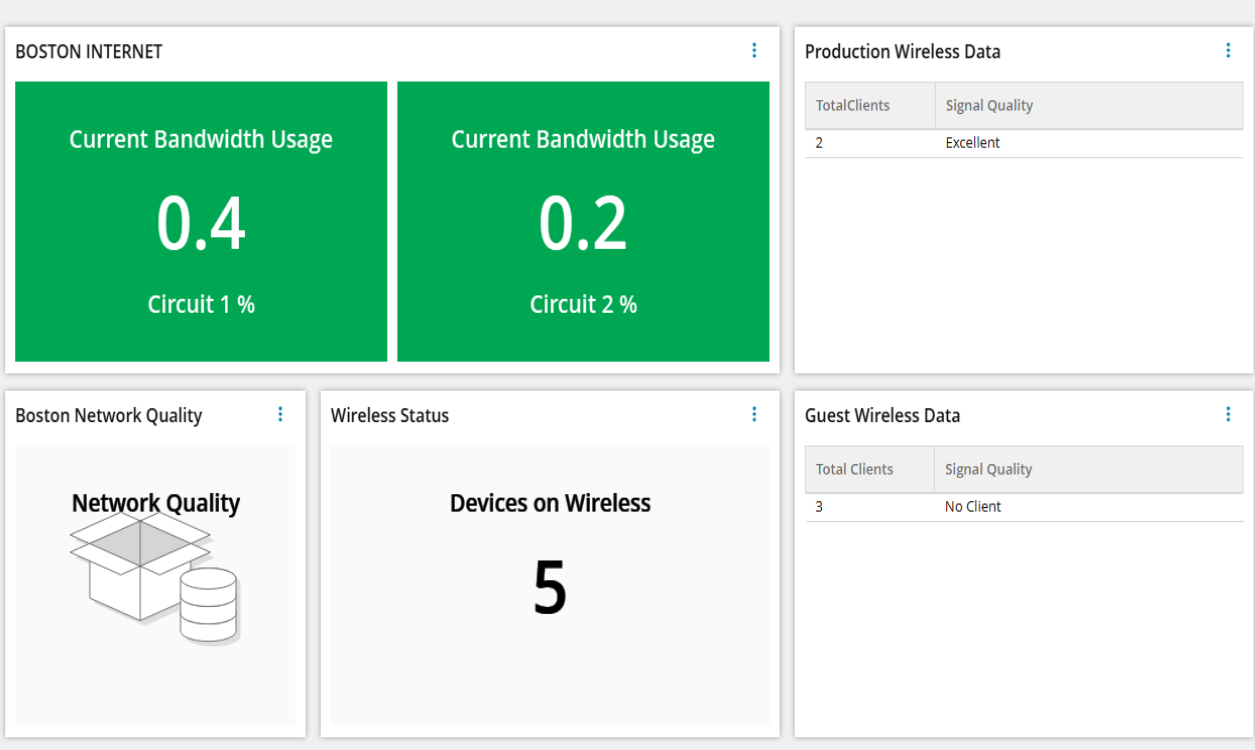 BOSTON INTERNET
Current Bandwidth Usage
0.4
Circuit 1 %
Current Bandwidth Usage
0.2
Circuit 2 %
Production Wireless Data
TotalClients Signal Quality
2 Excellent
Boston Network Quality
Network Quality
Wireless Status
Devices on Wireless
5
Guest Wireless Data
Total Clients Signal Quality
3 No Client